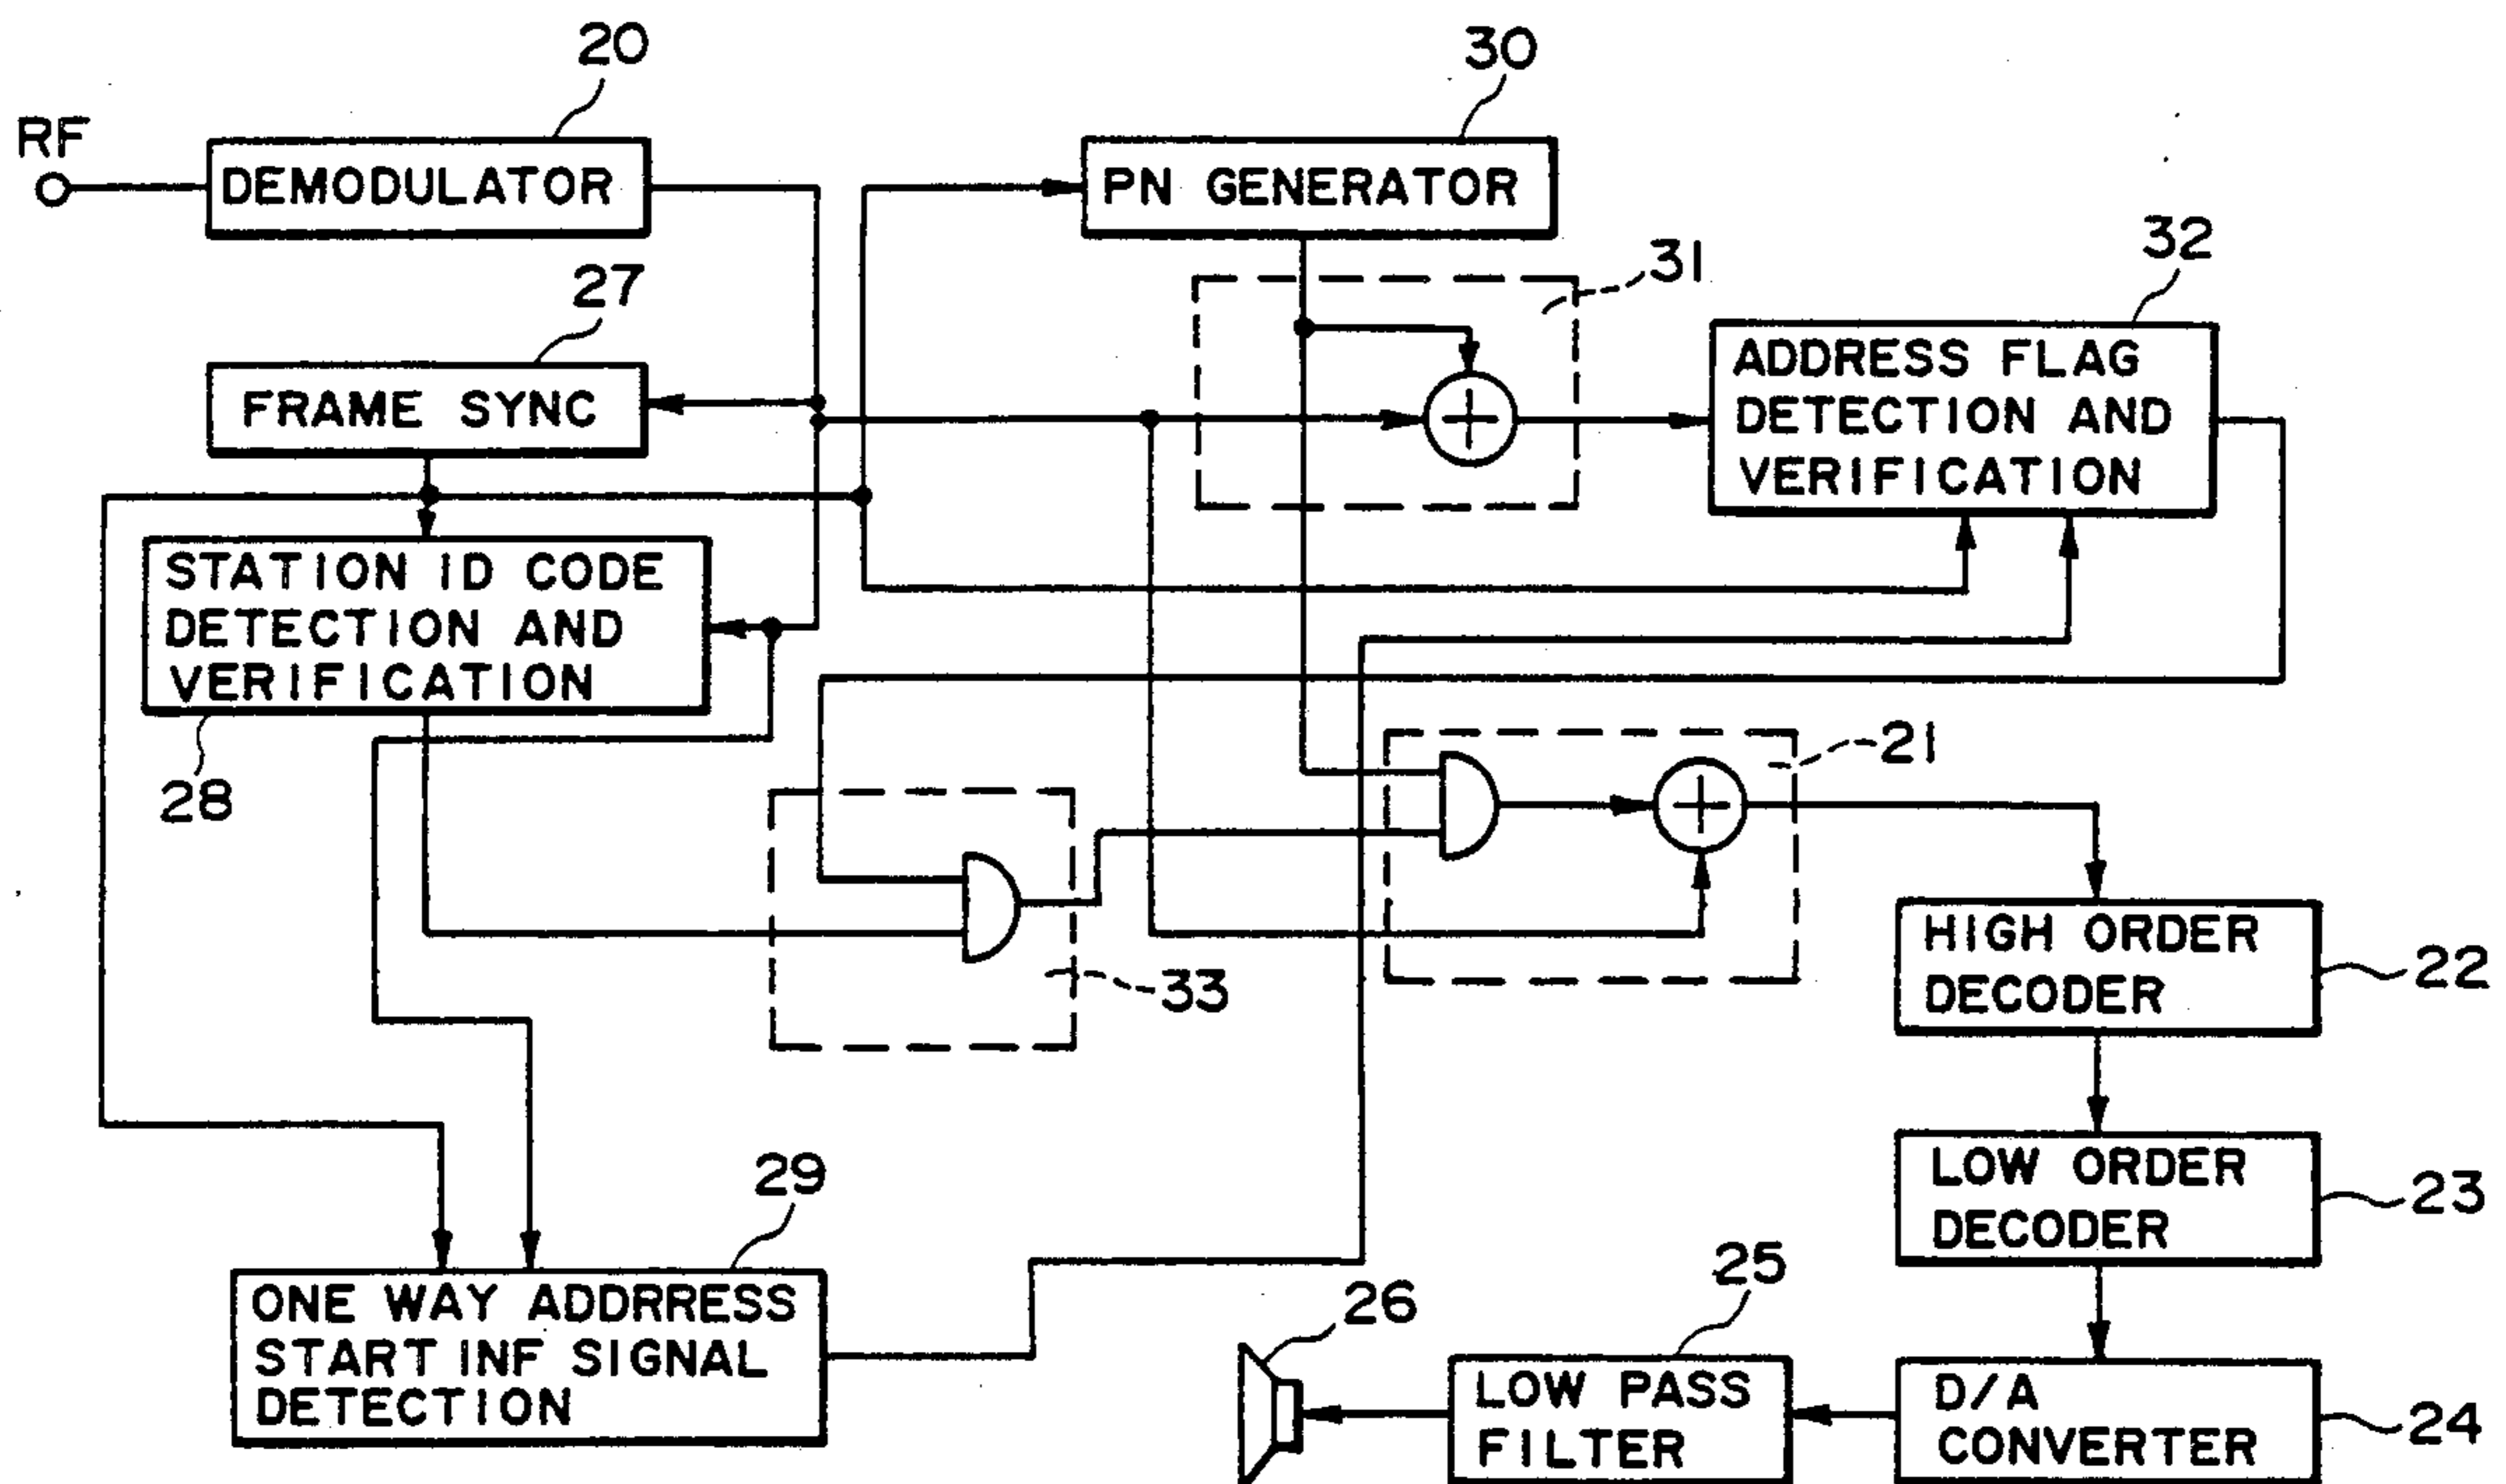 20
30
RF
DEMODULATOR
PN GENERATOR
32
31
27
FRAME SYNC
ADDRESS FLAG
DETECTION AND
VERIFICATION
STATION ID CODE
DETECTION AND
VERIFICATION
28
21
33
HIGH ORDER
DECODER
22
29
LOW ORDER
DECODER
23
ONE WAY ADDRRESS
START INF SIGNAL
DETECTION
26
25
LOW PASS
FILTER
D/A
CONVERTER
24